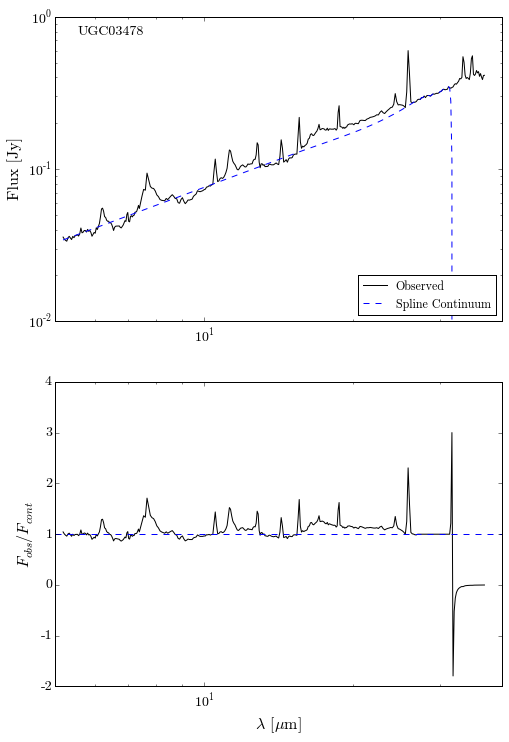 UGC03478
10^0
10^-1
10^-2
Flux [Jy]
Observed
Spline Continuum
10^1
4
3
2
1
0
-1
-2
F_obs/F_cont
10^1
λ [μm]